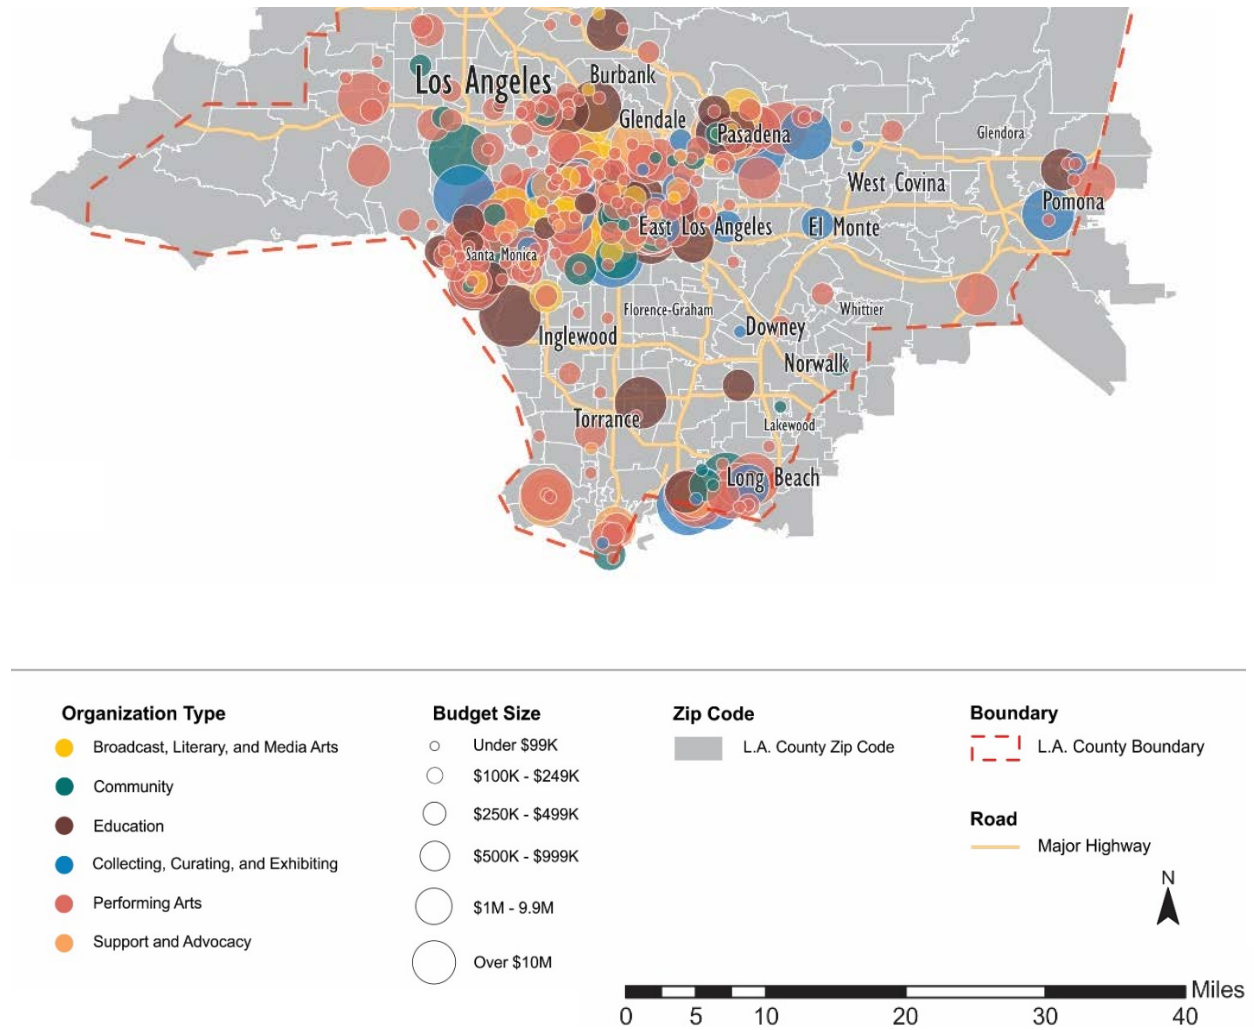 Burbank
Los Angeles
Glendale
Pasadena
Glendora
West Covina
Pomona
East Los Angeles
El Monte
Santa Monica
Florence-Graham
Whittier
Inglewood
Downey
Norwalk
Torrance
Lakewood
Long Beach
Organization Type
Broadcast, Literary, and Media Arts
Community
Education
Collecting, Curating, and Exhibiting
Performing Arts
Support and Advocacy
Budget Size
Under $99K
$100K - $249K
$250K - $499K
$500K - $999K
$1M - 9.9M
Over $10M
Zip Code
L.A. County Zip Code
Boundary
L.A. County Boundary
Road
Major Highway
N
Miles
0 5 10 20 30 40